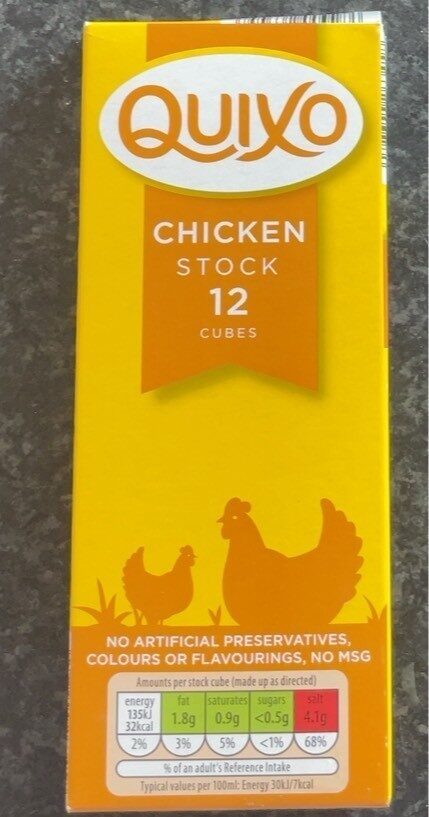 QUIXO
CHICKEN
STOCK
12
CUBES
NO ARTIFICIAL PRESERVATIVES,
COLOURS OR FLAVOURINGS, NO MSG
Amounts per stock cube (made up as directed)
energy fat saturates sugars salt
135kJ 1.8g 0.9g <0.5g 4.1g
32kcal
2% 3% 5% <1% 68%
% of an adult's Reference Intake
Typical values per 100ml: Energy 30kJ/7kcal